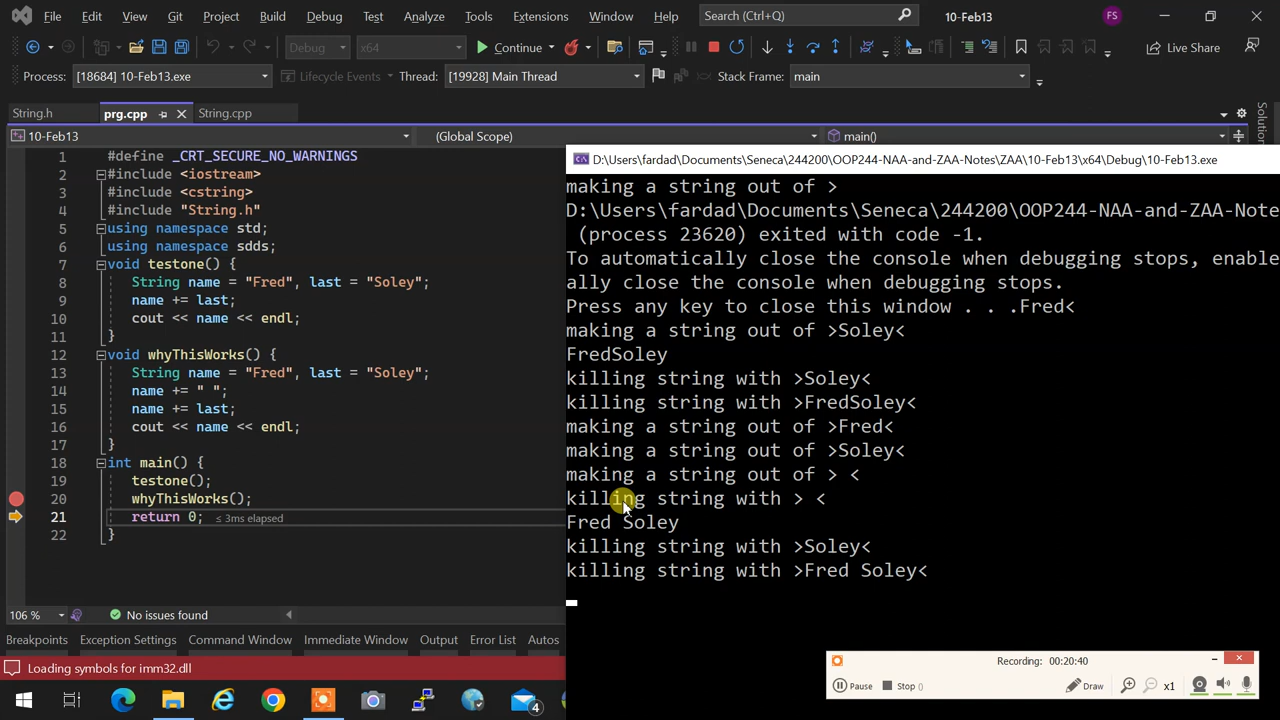 File Edit View Git Project Build Debug Test Analyze Tools Extensions Window Help Search (Ctrl+Q) 10-Feb13 FS
Debug x64 Continue Live Share
Process: [18684] 10-Feb13.exe Lifecycle Events Thread: [19928] Main Thread Stack Frame: main
String.h prg.cpp String.cpp
10-Feb13 (Global Scope) main()
1 #define _CRT_SECURE_NO_WARNINGS
2 #include <iostream>
3 #include <cstring>
4 #include "String.h"
5 using namespace std;
6 using namespace sdds;
7 void testone() {
8 String name = "Fred", last = "Soley";
9 name += last;
10 cout << name << endl;
11 }
12 void whyThisWorks() {
13 String name = "Fred", last = "Soley";
14 name += " ";
15 name += last;
16 cout << name << endl;
17 }
18 int main() {
19 testone();
20 whyThisWorks();
21 return 0; ≤ 3ms elapsed
22 }
106 % No issues found
Breakpoints Exception Settings Command Window Immediate Window Output Error List Autos
Loading symbols for imm32.dll
D:\Users\fardad\Documents\Seneca\244200\OOP244-NAA-and-ZAA-Notes\ZAA\10-Feb13\x64\Debug\10-Feb13.exe
making a string out of >
D:\Users\fardad\Documents\Seneca\244200\OOP244-NAA-and-ZAA-Note
(process 23620) exited with code -1.
To automatically close the console when debugging stops, enable
ally close the console when debugging stops.
Press any key to close this window . . .Fred<
making a string out of >Soley<
FredSoley
killing string with >Soley<
killing string with >FredSoley<
making a string out of >Fred<
making a string out of >Soley<
making a string out of > <
killing string with > <
Fred Soley
killing string with >Soley<
killing string with >Fred Soley<
Recording: 00:20:40
Pause Stop () Draw x1
4